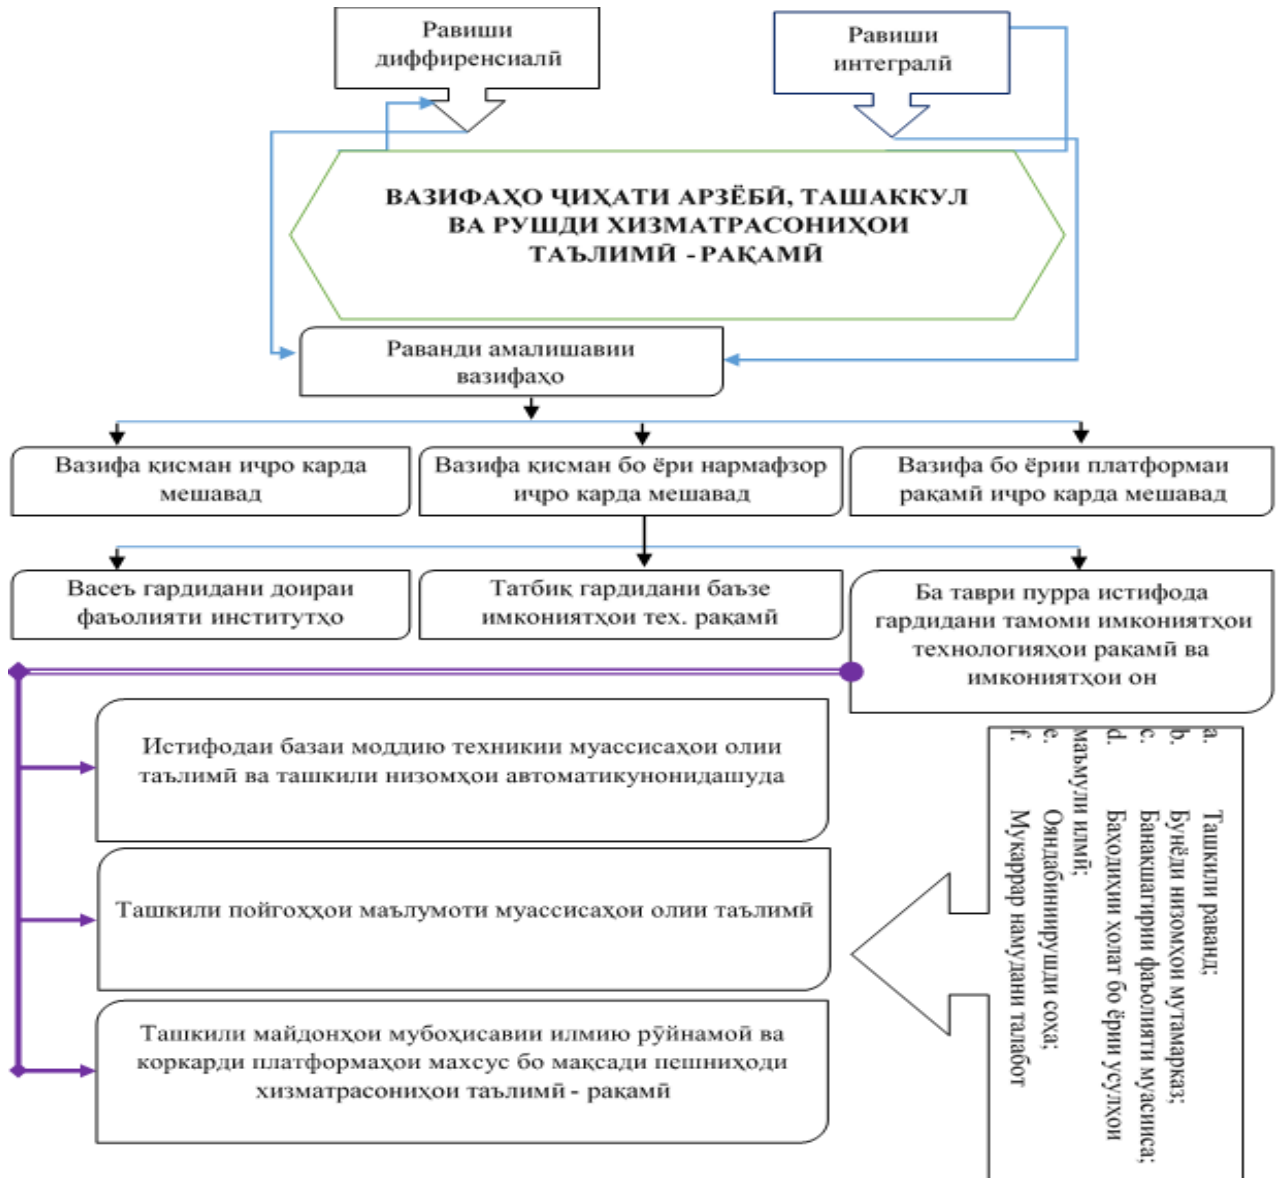 Равиши
диффиренсиалӣ
Равиши
интегралӣ
ВАЗИФАҲО ҶИҲАТИ АРЗЁБӢ, ТАШАККУЛ
ВА РУШДИ ХИЗМАТРАСОНИҲОИ
ТАЪЛИМӢ - РАҚАМӢ
Раванди амалишавии
вазифаҳо
Вазифа қисман иҷро карда
мешавад
Вазифа қисман бо ёри нармафзор
иҷро карда мешавад
Вазифа бо ёрии платформаи
рақамӣ иҷро карда мешавад
Васеъ гардидани доираи
фаъолияти институтҳо
Татбиқ гардидани баъзе
имкониятҳои тех. рақамӣ
Ба таври пурра истифода
гардидани тамоми имкониятҳои
технологияҳои рақамӣ ва
имкониятҳои он
Истифодаи базаи моддию техникии муассисаҳои олии
таълимӣ ва ташкили низомҳои автоматикунонидашуда
Ташкили пойгоҳҳои маълумоти муассисаҳои олии таълимӣ
Ташкили майдонҳои мубоҳисавии илмию рӯйнамоӣ ва
коркарди платформаҳои махсус бо мақсади пешниҳоди
хизматрасониҳои таълимӣ - рақамӣ
a. Ташкили раванд;
b. Бунёди низомҳои мутамарказ;
c. Банақшагирии фаъолияти муасииса;
d. Баҳодиҳии ҳолат бо ёрии усулҳои
маъмули илмӣ;
e. Ояндабиниирушди соҳа;
f. Муқаррар намудани талабот